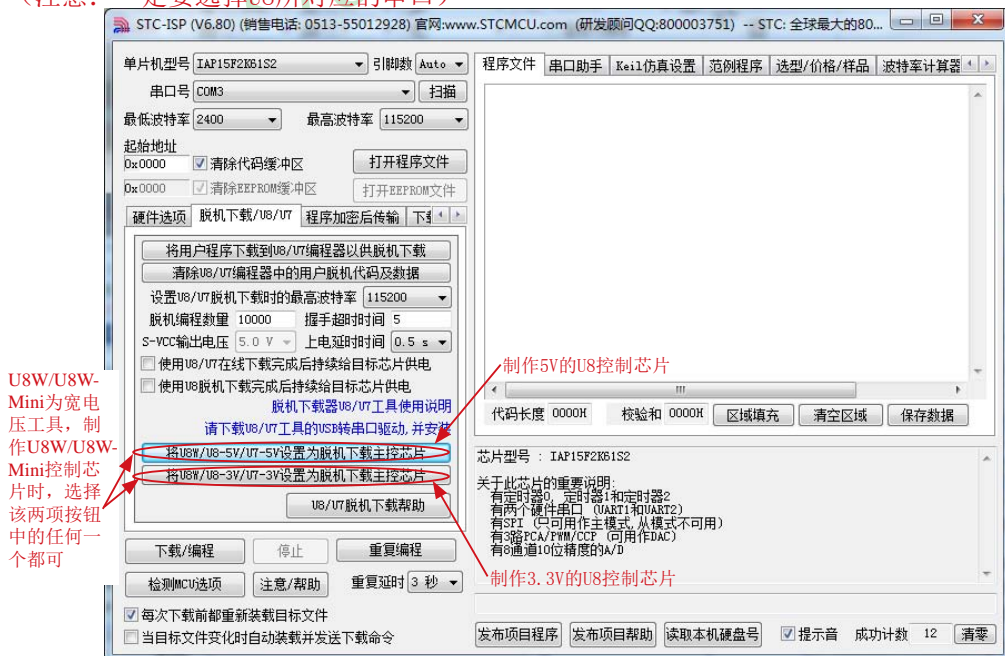 STC-ISP (V6.80) (销售电话: 0513-55012928) 官网:www.STCMCU.com (研发顾问QQ:800003751) -- STC: 全球最大的80...
单片机型号 IAP15F2K61S2 引脚数 Auto
串口号 COM3 扫描
最低波特率 2400 最高波特率 115200
起始地址
0x0000 清除代码缓冲区 打开程序文件
0x0000 清除EEPROM缓冲区 打开EEPROM文件
硬件选项 脱机下载/U8/U7 程序加密后传输
将用户程序下载到U8/U7编程器以供脱机下载
清除U8/U7编程器中的用户脱机代码及数据
设置U8/U7脱机下载时的最高波特率 115200
脱机编程数量 10000 握手超时时间 5
S-VCC输出电压 5.0 V 上电延时时间 0.5 s
使用U8/U7在线下载完成后持续给目标芯片供电
使用U8脱机下载完成后持续给目标芯片供电
脱机下载器U8/U7工具使用说明
请下载U8/U7工具的USB转串口驱动,并安装
将U8W/U8-5V/U7-5V设置为脱机下载主控芯片
将U8W/U8-3V/U7-3V设置为脱机下载主控芯片
U8/U7脱机下载帮助
下载/编程 停止 重复编程
检测MCU选项 注意/帮助 重复延时 3 秒
每次下载前都重新装载目标文件
当目标文件变化时自动装载并发送下载命令
U8W/U8W-
Mini为宽电
压工具，制
作U8W/U8W-
Mini控制芯
片时，选择
该两项按钮
中的任何一
个都可
程序文件 串口助手 Keil仿真设置 范例程序 选型/价格/样品 波特率计算器
制作5V的U8控制芯片
代码长度 0000H 校验和 0000H 区域填充 清空区域 保存数据
芯片型号 : IAP15F2K61S2
关于此芯片的重要说明:
有定时器0, 定时器1和定时器2
有两个硬件串口 (UART1和UART2)
有SPI (只可用作主模式,从模式不可用)
有3路PCA/PWM/CCP (可用作DAC)
有8通道10位精度的A/D
制作3.3V的U8控制芯片
发布项目程序 发布项目帮助 读取本机硬盘号 提示音 成功计数 12 清零